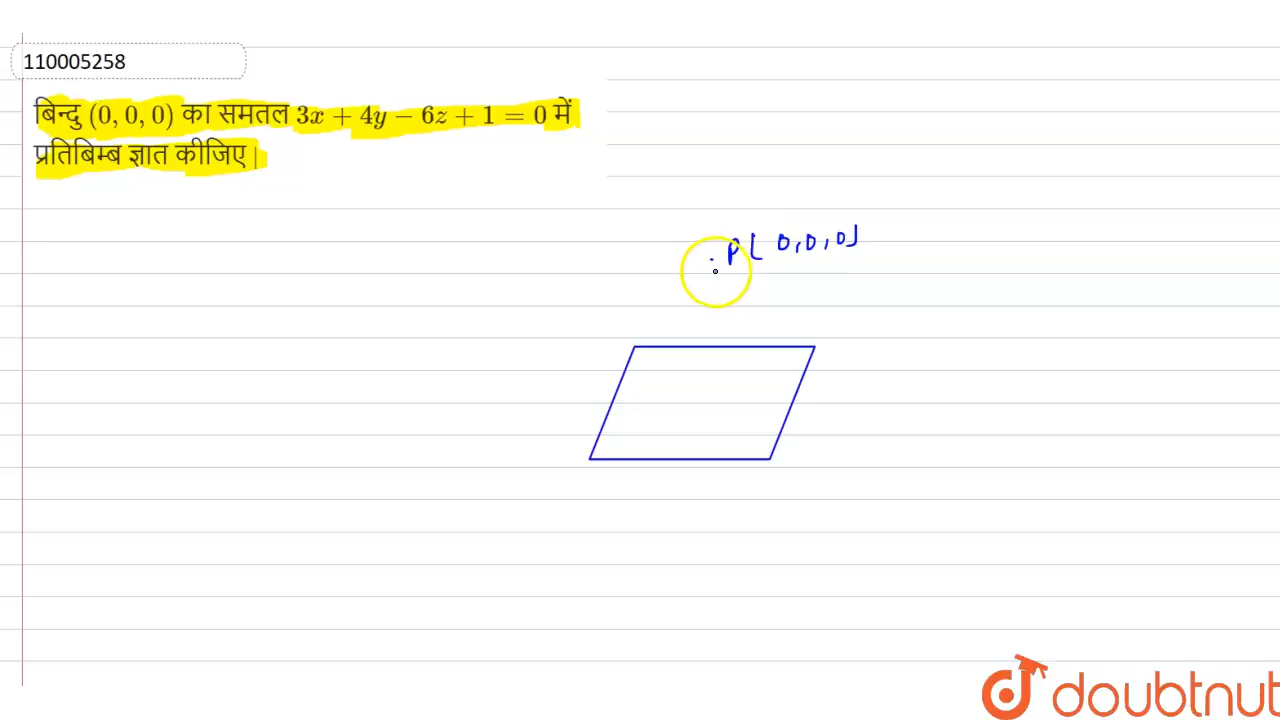 110005258
बिन्दु (0, 0, 0) का समतल 3x + 4y − 6z + 1 = 0 में
प्रतिबिम्ब ज्ञात कीजिए |
. P( 0,0,0)
doubtnut